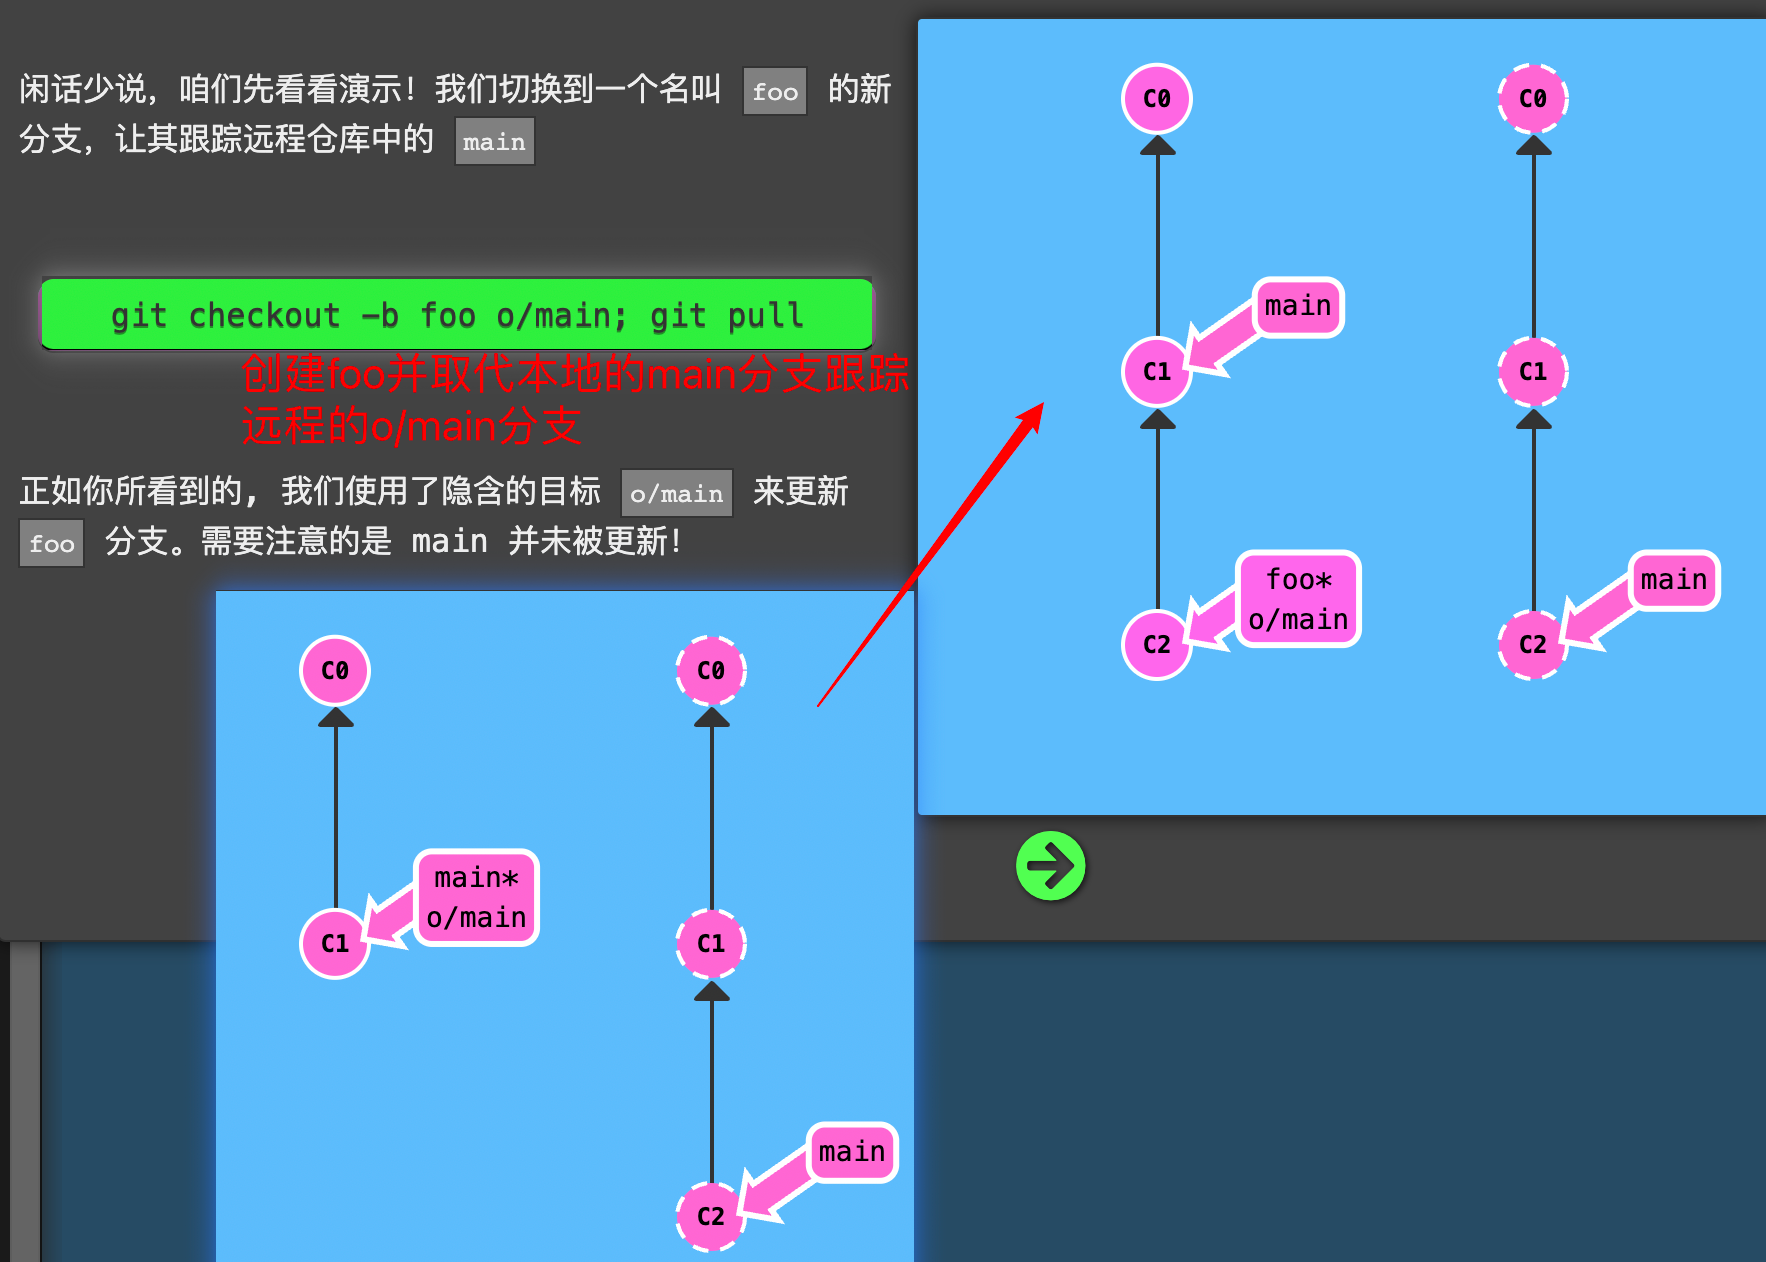 闲话少说，咱们先看看演示！我们切换到一个名叫 foo 的新
分支，让其跟踪远程仓库中的 main
git checkout -b foo o/main; git pull
创建foo并取代本地的main分支跟踪
远程的o/main分支
正如你所看到的, 我们使用了隐含的目标 o/main 来更新
foo 分支。需要注意的是 main 并未被更新！
C0
C0
main*
o/main
C1
C1
main
C2
C0
C0
main
C1
C1
foo*
o/main
main
C2
C2